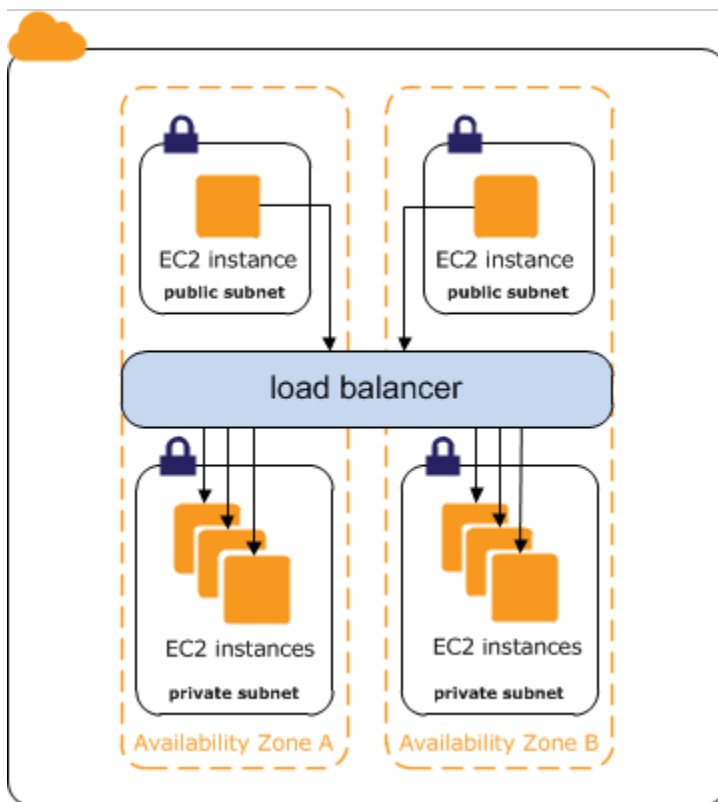 EC2 instance
public subnet
EC2 instance
public subnet
load balancer
EC2 instances
private subnet
EC2 instances
private subnet
Availability Zone A
Availability Zone B